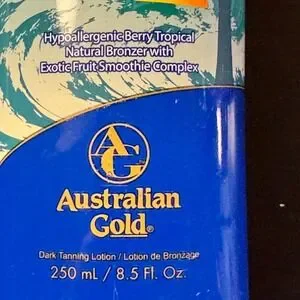 Hypoallergenic Berry Tropical
Natural Bronzer with
Exotic Fruit Smoothie Complex
AG
Australian
Gold®
Dark Tanning Lotion / Lotion de Bronzage
250 mL / 8.5 Fl. Oz.